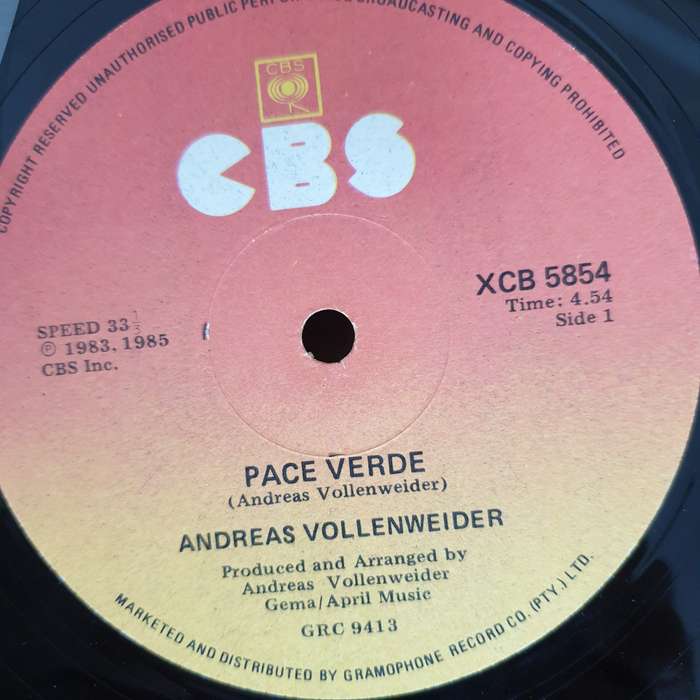 COPYRIGHT RESERVED UNAUTHORISED PUBLIC BROADCASTING AND COPYING PROHIBITED
CBS
CBS
XCB 5854
Time: 4.54
Side 1
SPEED 33⅓
Ⓟ 1983, 1985
CBS Inc.
PACE VERDE
(Andreas Vollenweider)
ANDREAS VOLLENWEIDER
Produced and Arranged by
Andreas Vollenweider
Gema/April Music
GRC 9413
MARKETED AND DISTRIBUTED BY GRAMOPHONE RECORD CO. (PTY.) LTD.